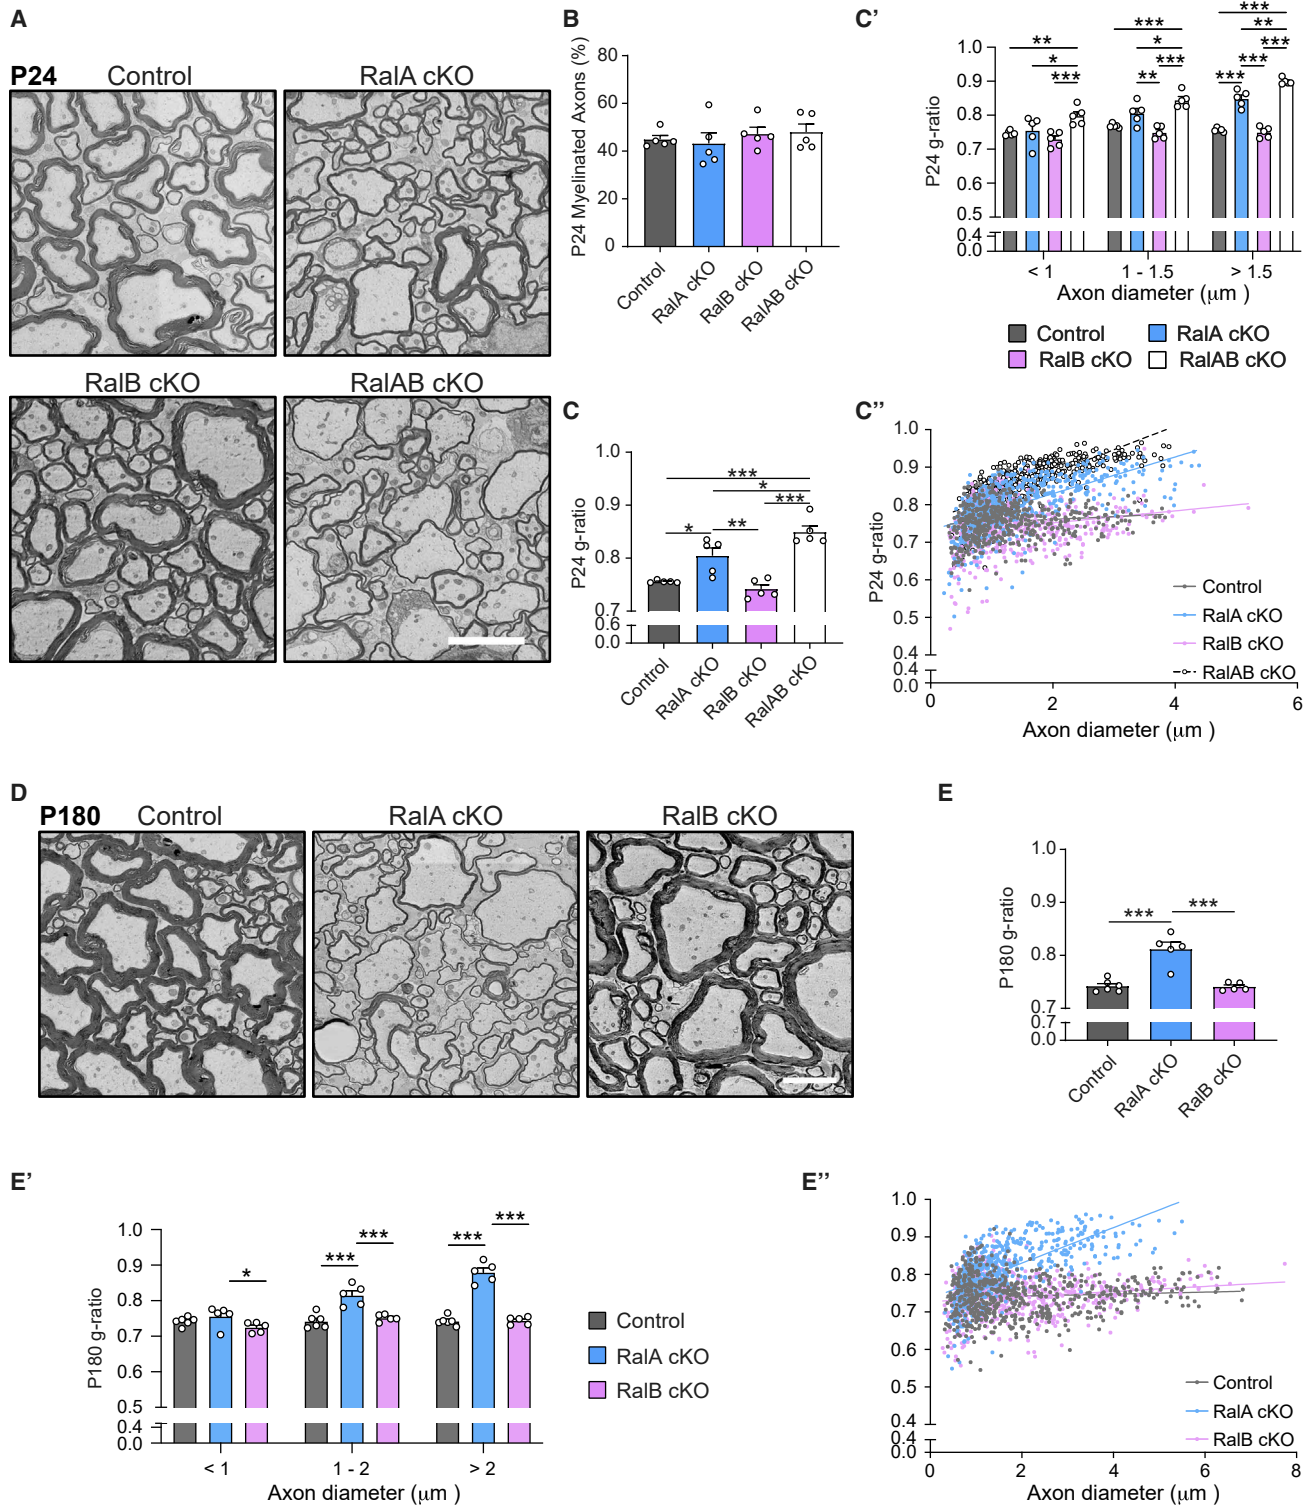 A
P24 Control RalA cKO
RalB cKO RalAB cKO
B
P24 Myelinated Axons (%)
80
60
40
20
0
Control RalA cKO RalB cKO RalAB cKO
C'
P24 g-ratio
1.0
0.9
0.8
0.7
0.6
0.5
0.4
0.0
** * *** *** * ** *** *** ** *** *** ***
< 1 1 - 1.5 > 1.5
Axon diameter (μm )
Control RalA cKO
RalB cKO RalAB cKO
C
P24 g-ratio
1.0
0.9
0.8
0.7
0.6
0.0
*** * *** * **
Control RalA cKO RalB cKO RalAB cKO
C''
P24 g-ratio
1.0
0.9
0.8
0.7
0.6
0.5
0.4
0.4
0.0
Control
RalA cKO
RalB cKO
RalAB cKO
0 2 4 6
Axon diameter (μm )
D
P180 Control RalA cKO RalB cKO
E
P180 g-ratio
1.0
0.9
0.8
0.7
0.7
0.0
*** ***
Control RalA cKO RalB cKO
E'
P180 g-ratio
1.0
0.9
0.8
0.7
0.6
0.5
0.4
0.0
* *** *** *** ***
< 1 1 - 2 > 2
Axon diameter (μm )
Control
RalA cKO
RalB cKO
E''
1.0
0.9
0.8
0.7
0.6
0.5
0.4
0.4
0.0
Control
RalA cKO
RalB cKO
0 2 4 6 8
Axon diameter (μm )